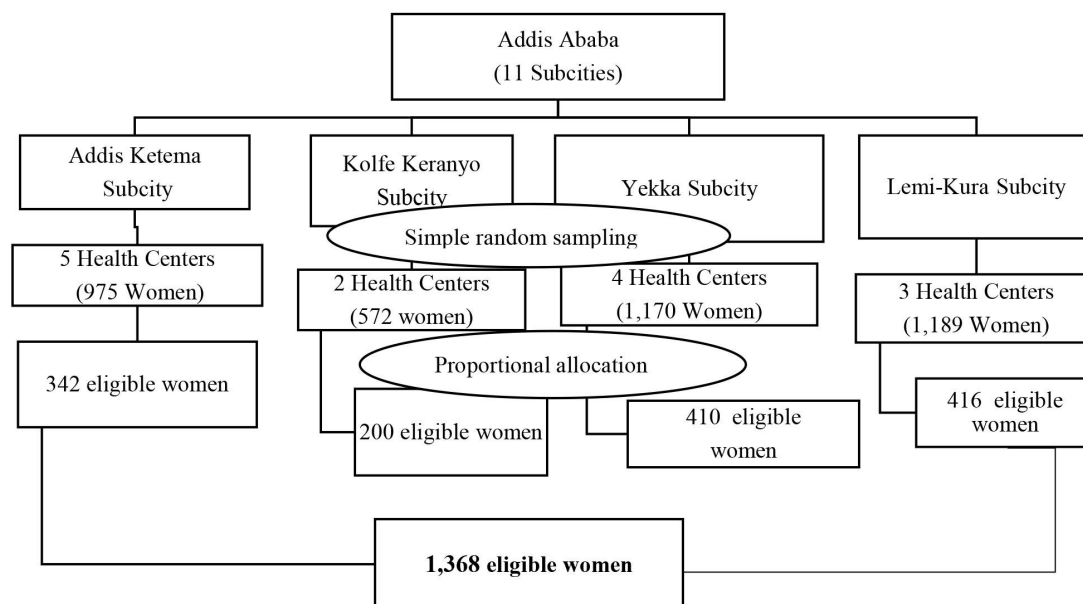 Addis Ababa
(11 Subcities)
Addis Ketema
Subcity
Kolfe Keranyo
Subcity
Yekka Subcity
Lemi-Kura Subcity
Simple random sampling
5 Health Centers
(975 Women)
2 Health Centers
(572 women)
4 Health Centers
(1,170 Women)
3 Health Centers
(1,189 Women)
Proportional allocation
342 eligible women
200 eligible women
410 eligible
women
416 eligible
women
1,368 eligible women